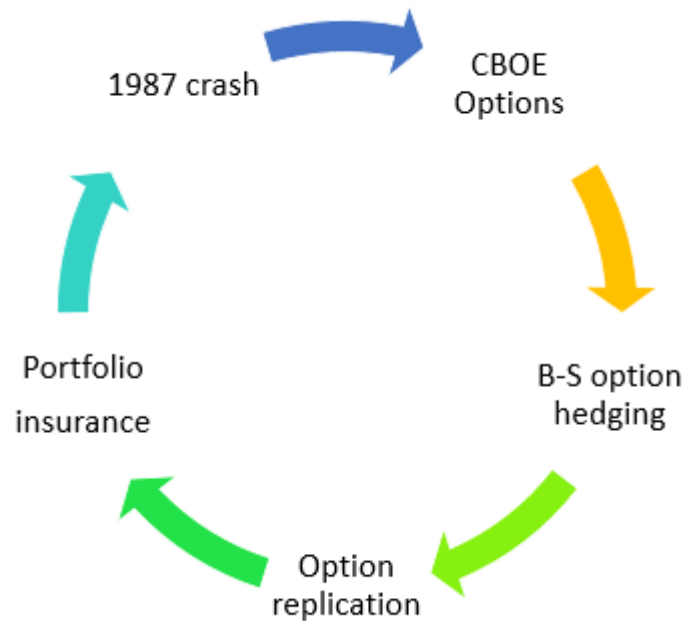 1987 crash
CBOE
Options
B-S option
hedging
Option
replication
Portfolio
insurance